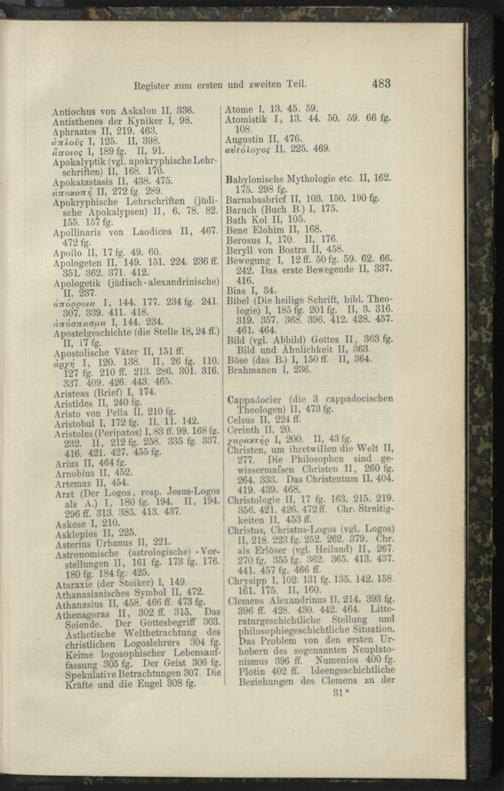 Register zum ersten und zweiten Teil. 483
Antiochus von Askalon II, 336.
Antisthenes der Kyniker I, 98.
Aphraates II, 219. 463.
ἁπλοῦς I, 125. II, 398.
ἄποιος I, 189 fg. II, 91.
Apokalyptik (vgl. apokryphische Lehr-
schriften) II, 168. 170.
Apokatastasis II, 438. 475.
ἀποκοπή II, 272 fg. 289.
Apokryphische Lehrschriften (jüdi-
sche Apokalypsen) II, 6. 78. 82.
155. 157 fg.
Apollinaris von Laodicea II, 467.
472 fg.
Apollo II, 17 fg. 49. 60.
Apologeten II, 149. 151. 224. 236 ff.
351. 362. 371. 412.
Apologetik (jüdisch-alexandrinische)
II, 237.
ἀπόρροια I, 144. 177. 234 fg. 241.
307. 339. 411. 418.
ἀπόσπασμα I, 144. 234.
Apostelgeschichte (die Stelle 18, 24 ff.)
II, 17 fg.
Apostolische Väter II, 151 ff.
ἀρχή I, 120. 138. II, 26 fg. 110.
127 fg. 210 ff. 213. 286. 301. 316.
337. 409. 426. 443. 465.
Aristeas (Brief) I, 174.
Aristides II, 240 fg.
Aristo von Pella II, 210 fg.
Aristobul I, 172 fg. II, 11. 142.
Aristoles (Peripatos) I, 83 ff. 99. 168 fg.
232. II, 212 fg. 258. 335 fg. 337.
416. 421. 427. 455 fg.
Arius II, 464 fg.
Arnobius II, 452.
Artemas II, 454.
Arzt (Der Logos, resp. Jesus-Logos
als A.) I, 180 fg. 194. II, 194.
296 ff. 313. 385. 413. 437.
Askese I, 210.
Asklepios II, 225.
Asterius Urbanus II, 221.
Astronomische (astrologische) Vor-
stellungen II, 161 fg. 173 fg. 176.
180 fg. 184 fg. 425.
Ataraxie (der Stoiker) I, 149.
Athanasianisches Symbol II, 472.
Athanasius II, 458. 466 ff. 473 fg.
Athenagoras II, 302 ff. 315. Das
Seiende. Der Gottesbegriff 303.
Ästhetische Weltbetrachtung des
christlichen Logoslehrers 304 fg.
Keime logosophischer Lebensauf-
fassung 305 fg. Der Geist 306 fg.
Spekulative Betrachtungen 307. Die
Kräfte und die Engel 308 fg.
Atome I, 13. 45. 59.
Atomistik I, 13. 44. 50. 59. 66 fg.
108.
Augustin II, 476.
αὐτόλογος II, 225. 469.
Babylonische Mythologie etc. II, 162.
175. 298 fg.
Barnabasbrief II, 103. 150. 190 fg.
Baruch (Buch B.) I, 175.
Bath Kol II, 105.
Bene Elohim II, 168.
Berosus I, 170. II, 176.
Beryll von Bostra II, 458.
Bewegung I, 12 ff. 50 fg. 59. 62. 66.
242. Das erste Bewegende II, 337.
416.
Bias I, 34.
Bibel (Die heilige Schrift, bibl. Theo-
logie) I, 185 fg. 201 fg. II, 3. 316.
319. 357. 368. 396. 412. 428. 457.
461. 464.
Bild (vgl. Abbild) Gottes II, 363 fg.
Bild und Ähnlichkeit II, 363.
Böse (das B.) I, 150 ff. II, 364.
Brahmanen I, 236.
Cappadocier (die 3 cappadocischen
Theologen) II, 473 fg.
Celsus II, 224 ff.
Cerinth II, 20.
χαρακτήρ I, 200. II, 43 fg.
Christen, um ihretwillen die Welt II,
277. Die Philosophen sind ge-
wissermaſsen Christen II, 260 fg.
264. 333. Das Christentum II, 404.
419. 439. 468.
Christologie II, 17 fg. 163. 215. 219.
356. 421. 426. 472 ff. Chr. Streitig-
keiten II, 453 ff.
Christus, Christus-Logos (vgl. Logos)
II, 218. 223 fg. 252. 262. 379. Chr.
als Erlöser (vgl. Heiland) II, 267.
270 fg. 355 fg. 362. 365. 413. 437.
441. 457 fg. 466 ff.
Chrysipp I, 102. 131 fg. 135. 142. 158.
161. 175. II, 160.
Clemens Alexandrinus II, 214. 393 fg.
396 ff. 428. 430. 442. 464. Litte-
raturgeschichtliche Stellung und
philosophiegeschichtliche Situation.
Das Problem von den ersten Ur-
hebern des sogenannten Neuplato-
nismus 396 ff. Numenios 400 fg.
Plotin 402 ff. Ideengeschichtliche
Beziehungen des Clemens zu der
31*